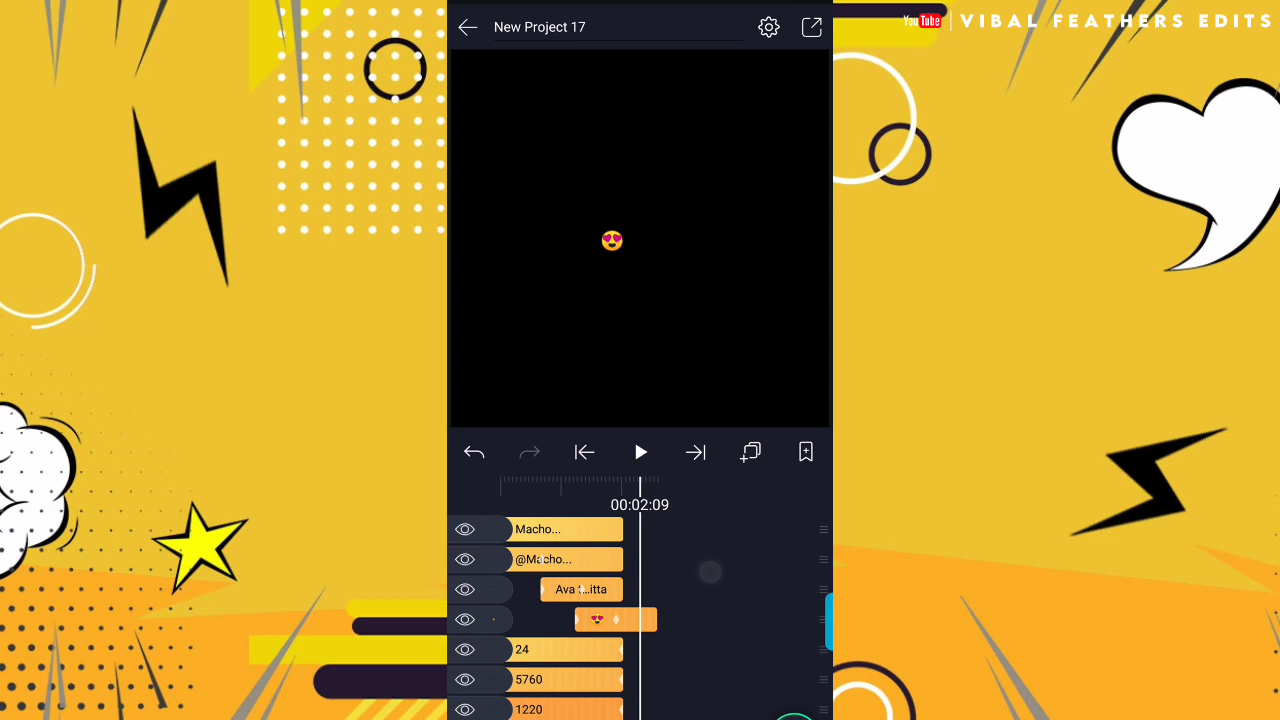 YouTube | VIBAL FEATHERS EDITS
New Project 17
00:02:09
Macho...
@Macho...
24
5760
1220